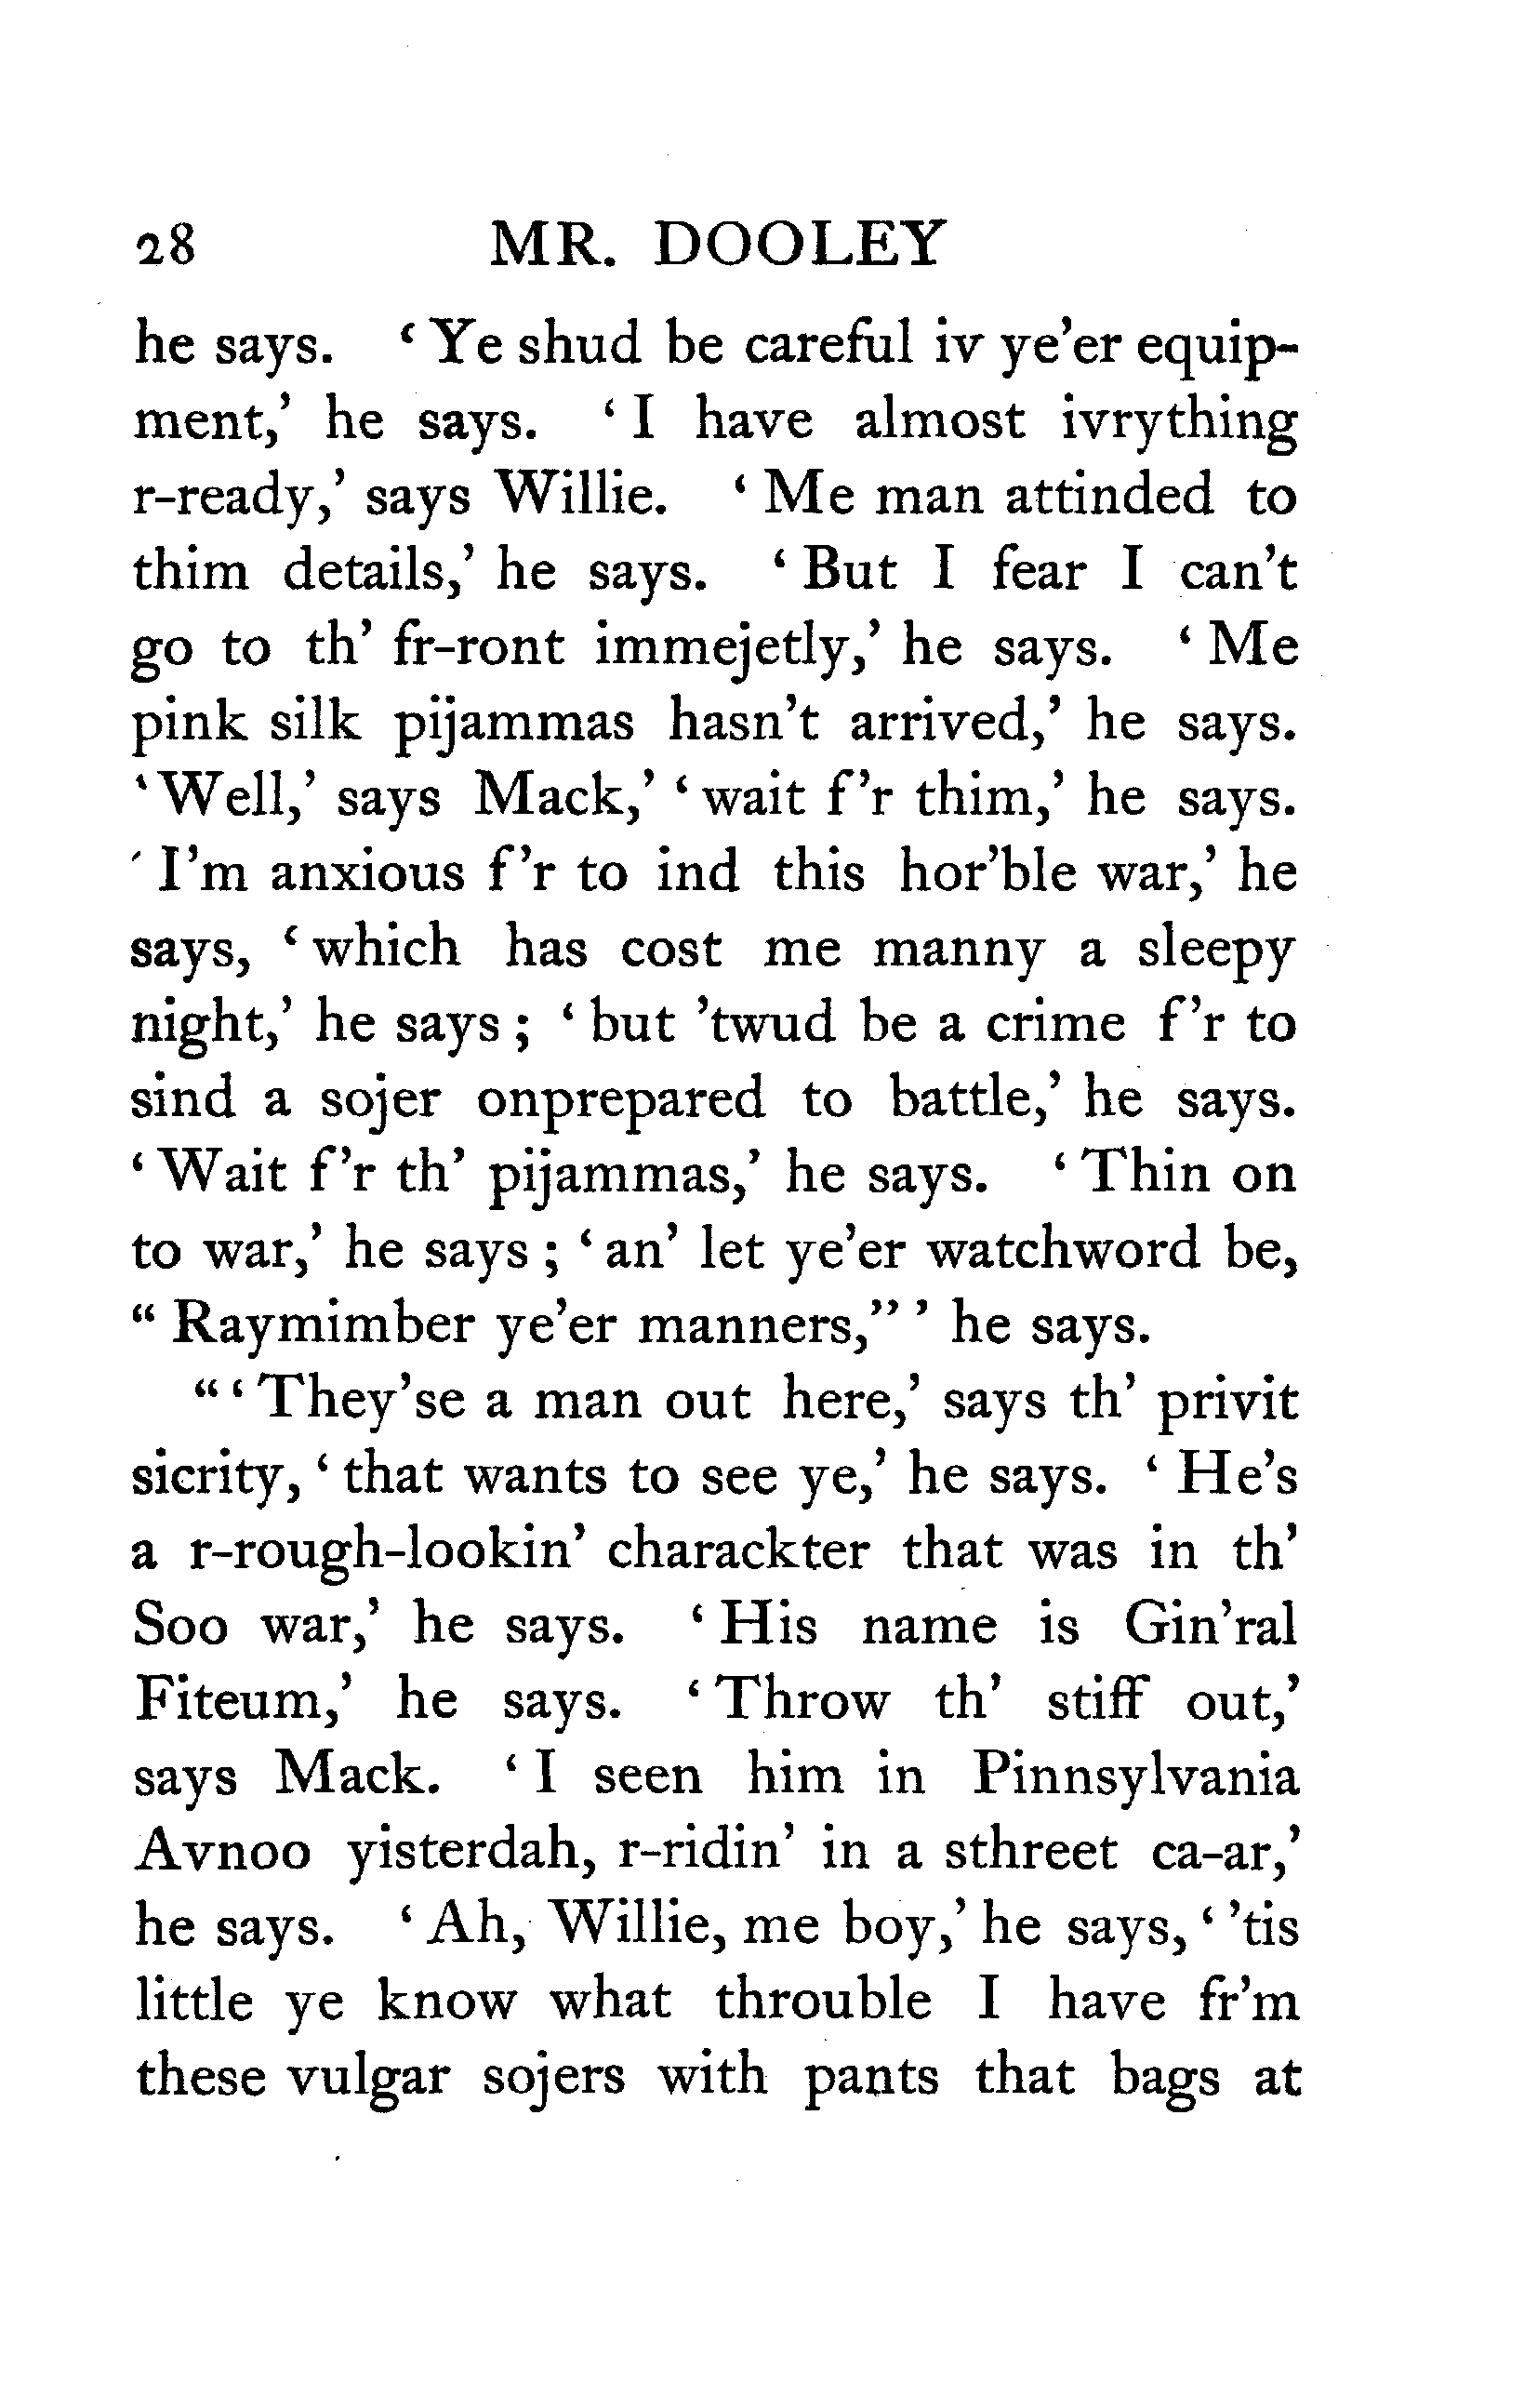 28 MR. DOOLEY
he says. ‘ Ye shud be careful iv ye’er equip-
ment,’ he says. ‘ I have almost ivrything
r-ready,’ says Willie. ‘ Me man attinded to
thim details,’ he says. ‘ But I fear I can’t
go to th’ fr-ront immejetly,’ he says. ‘ Me
pink silk pijammas hasn’t arrived,’ he says.
‘ Well,’ says Mack,’ ‘ wait f’r thim,’ he says.
‘ I’m anxious f’r to ind this hor’ble war,’ he
says, ‘ which has cost me manny a sleepy
night,’ he says ; ‘ but ’twud be a crime f’r to
sind a sojer onprepared to battle,’ he says.
‘ Wait f’r th’ pijammas,’ he says. ‘ Thin on
to war,’ he says ; ‘ an’ let ye’er watchword be,
“ Raymimber ye’er manners,” ’ he says.
“ ‘ They’se a man out here,’ says th’ privit
sicrity, ‘ that wants to see ye,’ he says. ‘ He’s
a r-rough-lookin’ charackter that was in th’
Soo war,’ he says. ‘ His name is Gin’ral
Fiteum,’ he says. ‘ Throw th’ stiff out,’
says Mack. ‘ I seen him in Pinnsylvania
Avnoo yisterdah, r-ridin’ in a sthreet ca-ar,’
he says. ‘ Ah, Willie, me boy,’ he says, ‘ ’tis
little ye know what throuble I have fr’m
these vulgar sojers with pants that bags at